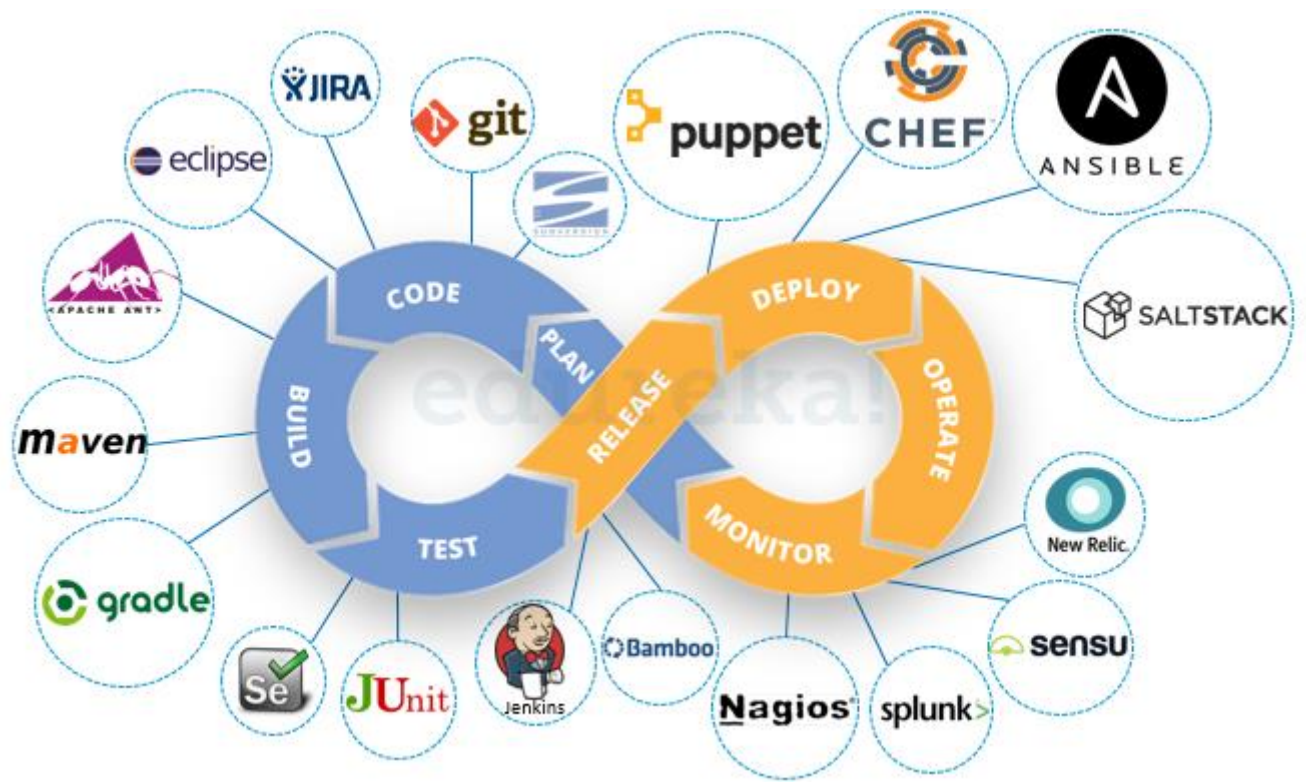 JIRA
git
puppet
CHEF
ANSIBLE
eclipse
SUBVERSION
<APACHE ANT>
SALTSTACK
CODE
PLAN
DEPLOY
edureka!
BUILD
RELEASE
OPERATE
maven
TEST
MONITOR
New Relic.
gradle
Se
JUnit
Jenkins
Bamboo
Nagios®
splunk>
sensu